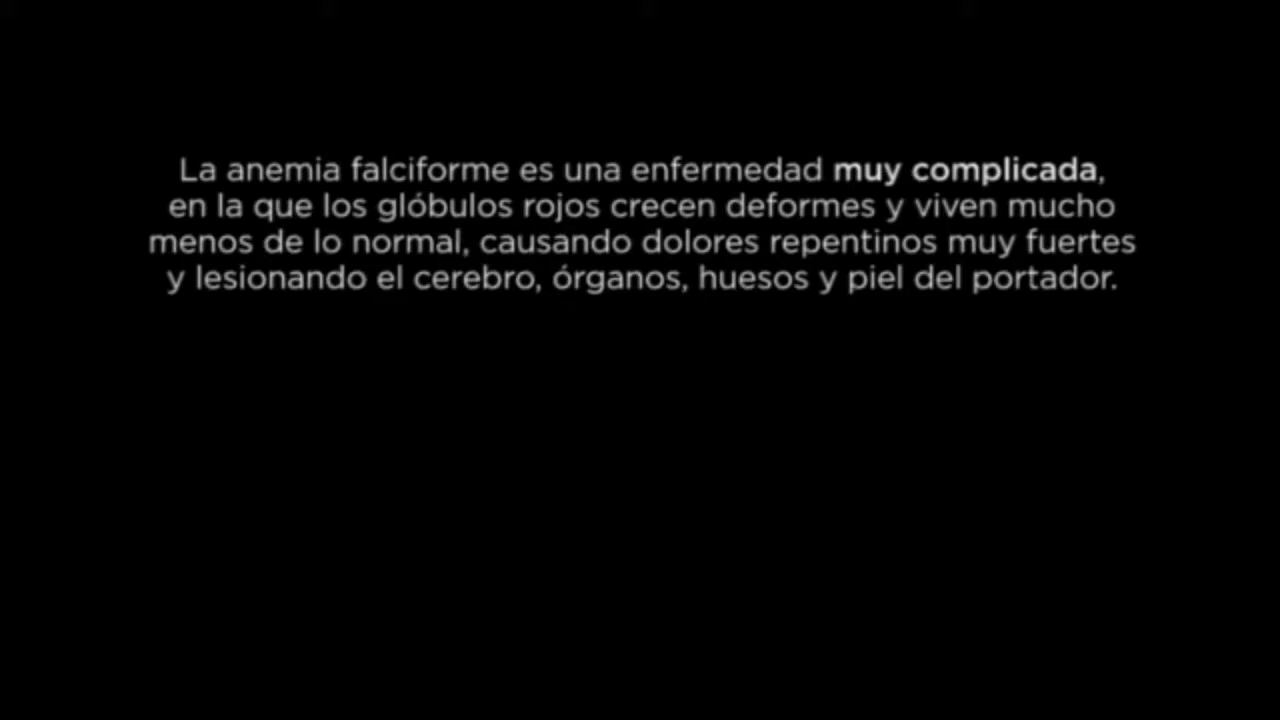 La anemia falciforme es una enfermedad muy complicada,
en la que los glóbulos rojos crecen deformes y viven mucho
menos de lo normal, causando dolores repentinos muy fuertes
y lesionando el cerebro, órganos, huesos y piel del portador.